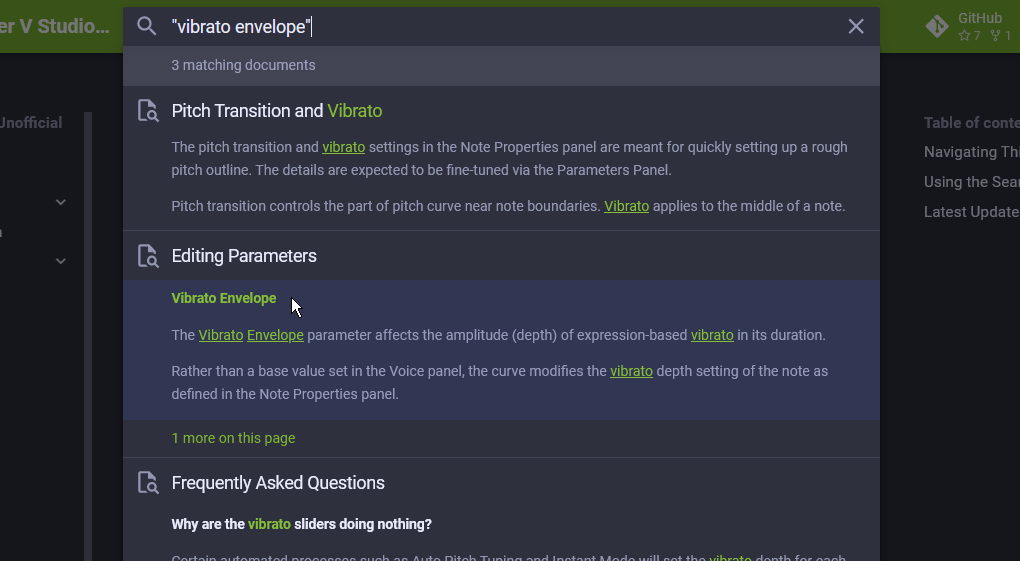 er V Studio...
"vibrato envelope"
GitHub
7 1
3 matching documents
Unofficial
Table of conte
Navigating Thi
Using the Sear
Latest Update
Pitch Transition and Vibrato
The pitch transition and vibrato settings in the Note Properties panel are meant for quickly setting up a rough
pitch outline. The details are expected to be fine-tuned via the Parameters Panel.
Pitch transition controls the part of pitch curve near note boundaries. Vibrato applies to the middle of a note.
Editing Parameters
Vibrato Envelope
The Vibrato Envelope parameter affects the amplitude (depth) of expression-based vibrato in its duration.
Rather than a base value set in the Voice panel, the curve modifies the vibrato depth setting of the note as
defined in the Note Properties panel.
1 more on this page
Frequently Asked Questions
Why are the vibrato sliders doing nothing?
Certain automated processes such as Auto Pitch Tuning and Instant Mode will set the vibrato depth for each